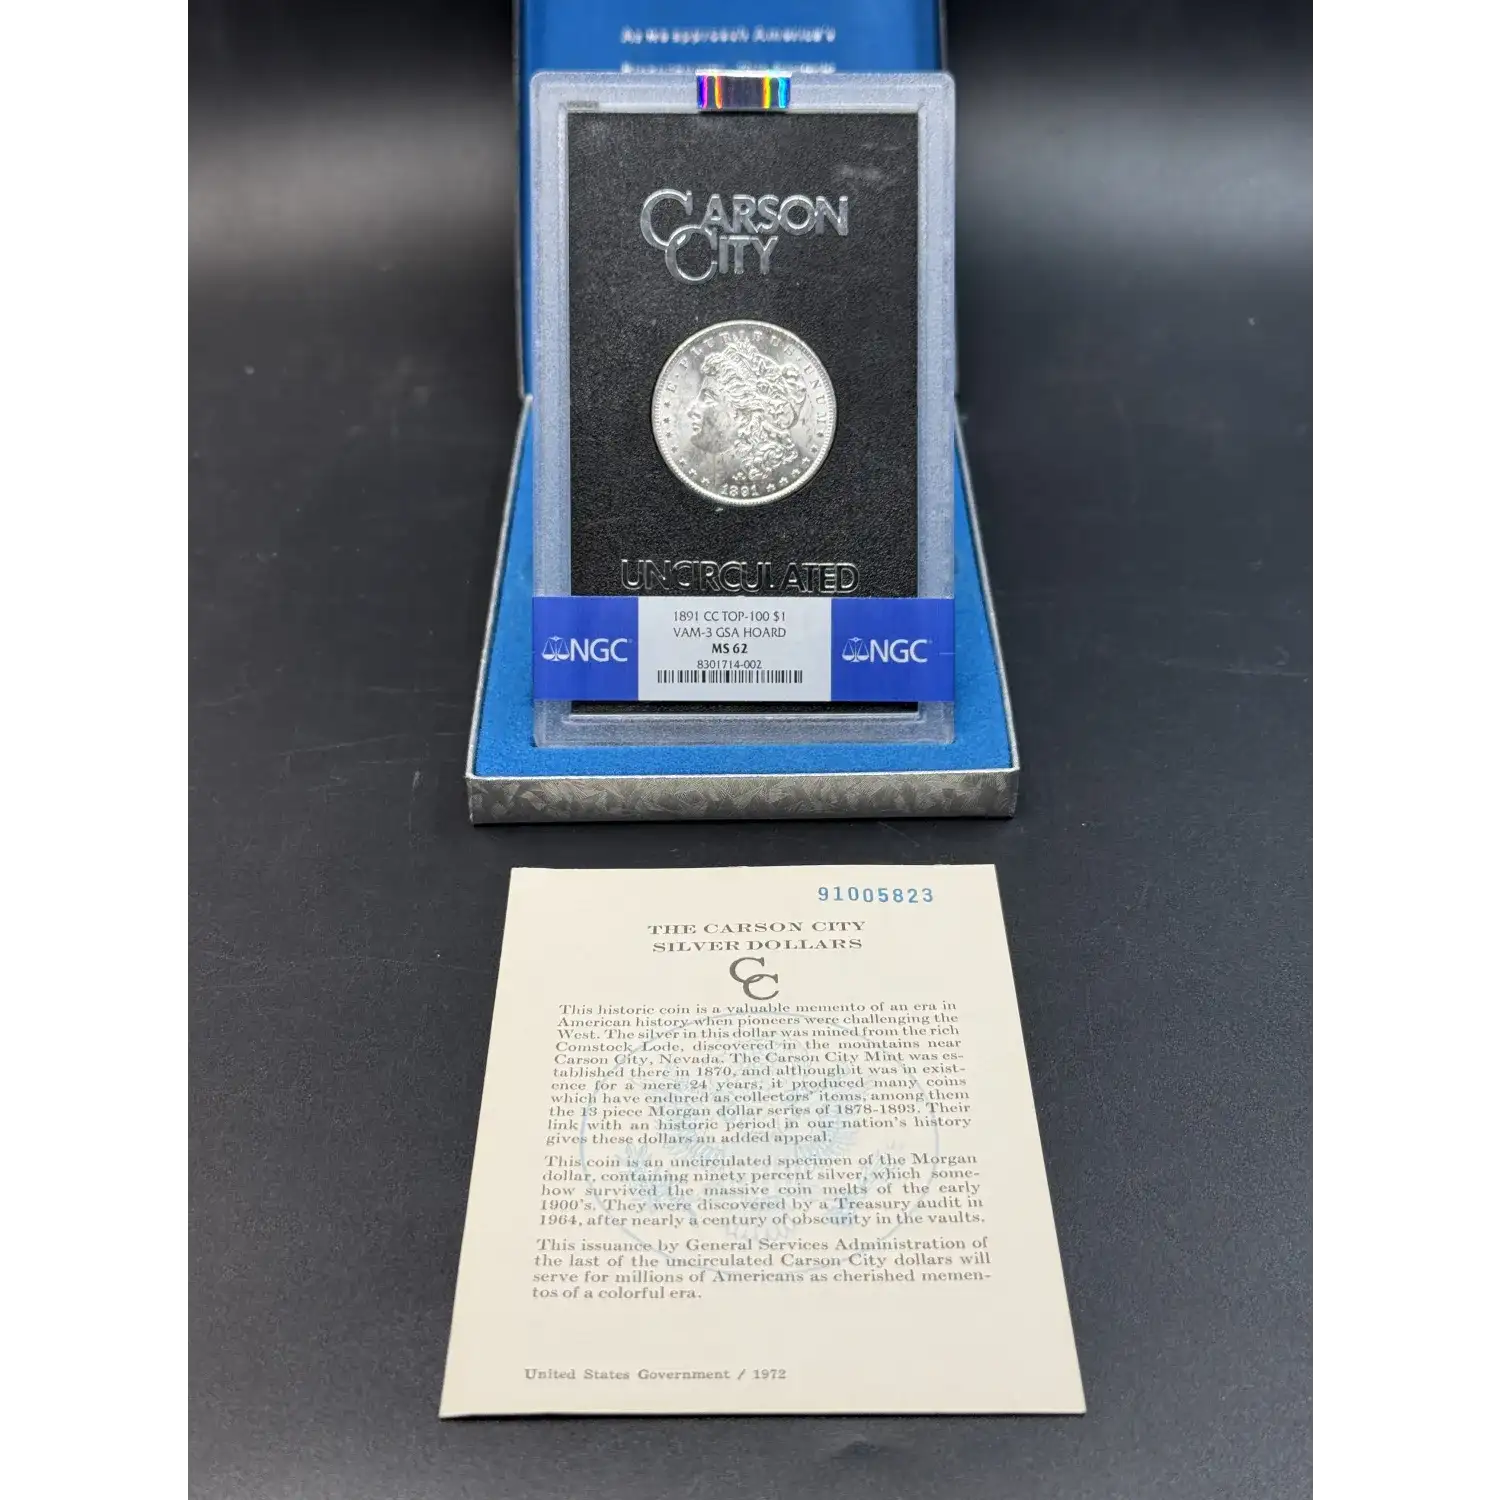 As we approach America's
CARSON
CITY
E · PLURIBUS · UNUM
1891
UNCIRCULATED
NGC
1891 CC TOP-100 $1
VAM-3 GSA HOARD
MS 62
8301714-002
NGC
91005823
THE CARSON CITY
SILVER DOLLARS
CC
This historic coin is a valuable memento of an era in
American history when pioneers were challenging the
West. The silver in this dollar was mined from the rich
Comstock Lode, discovered in the mountains near
Carson City, Nevada. The Carson City Mint was es-
tablished there in 1870, and although it was in exist-
ence for a mere 24 years, it produced many coins
which have endured as collectors' items, among them
the 13 piece Morgan dollar series of 1878-1893. Their
link with an historic period in our nation's history
gives these dollars an added appeal.
This coin is an uncirculated specimen of the Morgan
dollar, containing ninety percent silver, which some-
how survived the massive coin melts of the early
1900's. They were discovered by a Treasury audit in
1964, after nearly a century of obscurity in the vaults.
This issuance by General Services Administration of
the last of the uncirculated Carson City dollars will
serve for millions of Americans as cherished memen-
tos of a colorful era.
United States Government / 1972